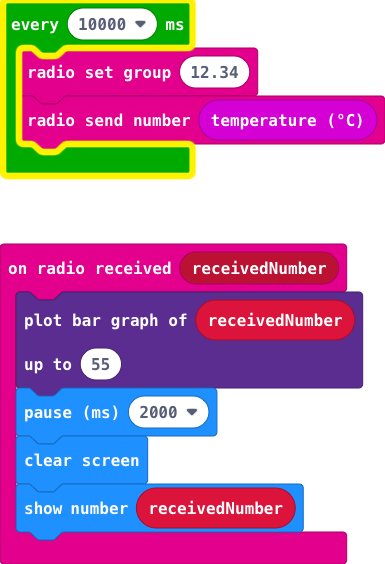 every 10000 ms
radio set group 12.34
radio send number temperature (°C)
on radio received receivedNumber
plot bar graph of receivedNumber
up to 55
pause (ms) 2000
clear screen
show number receivedNumber